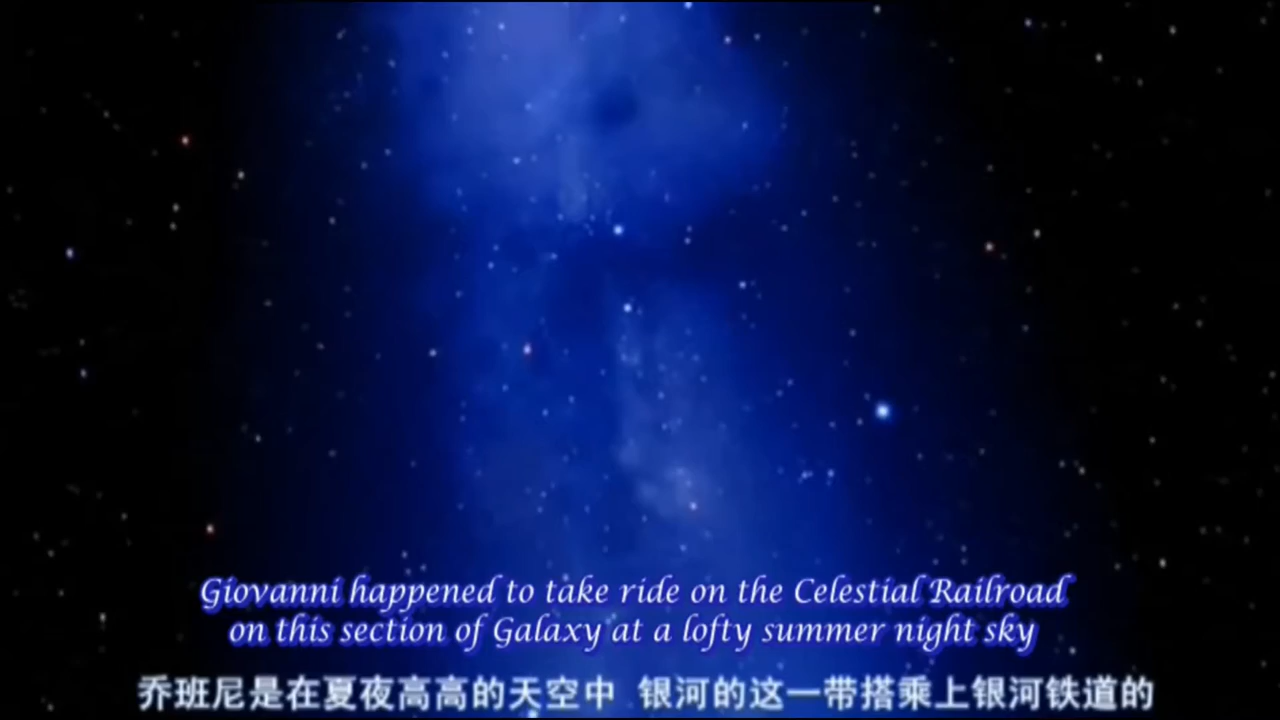 Giovanni happened to take ride on the Celestial Railroad
on this section of Galaxy at a lofty summer night sky
乔班尼是在夏夜高高的天空中 银河的这一带搭乘上银河铁道的